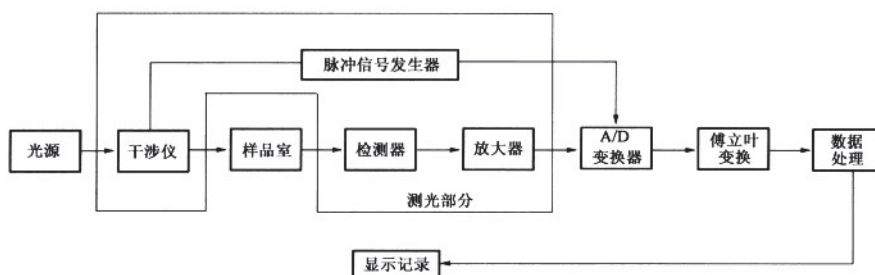 脉冲信号发生器
光源
干涉仪
样品室
检测器
放大器
A/D
变换器
傅立叶
变换
数据
处理
测光部分
显示记录